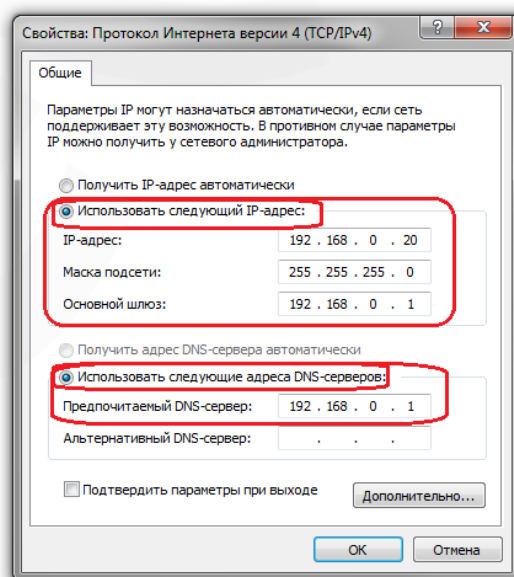 Свойства: Протокол Интернета версии 4 (TCP/IPv4)
Общие
Параметры IP могут назначаться автоматически, если сеть
поддерживает эту возможность. В противном случае параметры
IP можно получить у сетевого администратора.
Получить IP-адрес автоматически
Использовать следующий IP-адрес:
IP-адрес: 192 . 168 . 0 . 20
Маска подсети: 255 . 255 . 255 . 0
Основной шлюз: 192 . 168 . 0 . 1
Получить адрес DNS-сервера автоматически
Использовать следующие адреса DNS-серверов:
Предпочитаемый DNS-сервер: 192 . 168 . 0 . 1
Альтернативный DNS-сервер: . . .
Подтвердить параметры при выходе
Дополнительно...
ОК
Отмена